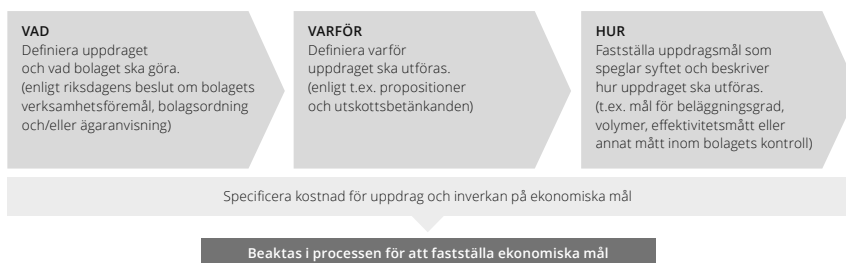 VAD
Definiera uppdraget
och vad bolaget ska göra.
(enligt riksdagens beslut om bolagets
verksamhetsföremål, bolagsordning
och/eller ägaranvisning)
VARFÖR
Definiera varför
uppdraget ska utföras.
(enligt t.ex. propositioner
och utskottsbetänkanden)
HUR
Fastställa uppdragsmål som
speglar syftet och beskriver
hur uppdraget ska utföras.
(t.ex. mål för beläggningsgrad,
volymer, effektivitetsmått eller
annat mått inom bolagets kontroll)
Specificera kostnad för uppdrag och inverkan på ekonomiska mål
Beaktas i processen för att fastställa ekonomiska mål